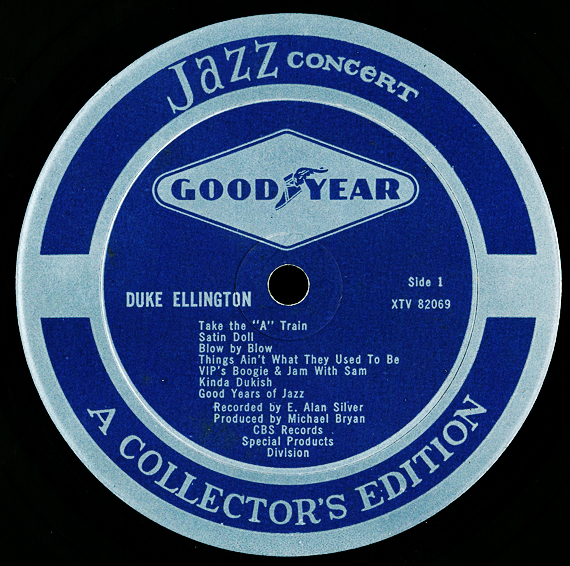 Jazz CONCERT
GOOD YEAR
Side 1
DUKE ELLINGTON
XTV 82069
Take the "A" Train
Satin Doll
Blow by Blow
Things Ain't What They Used To Be
VIP's Boogie & Jam With Sam
Kinda Dukish
Good Years of Jazz
Recorded by E. Alan Silver
Produced by Michael Bryan
CBS Records
Special Products
Division
A COLLECTOR'S EDITION